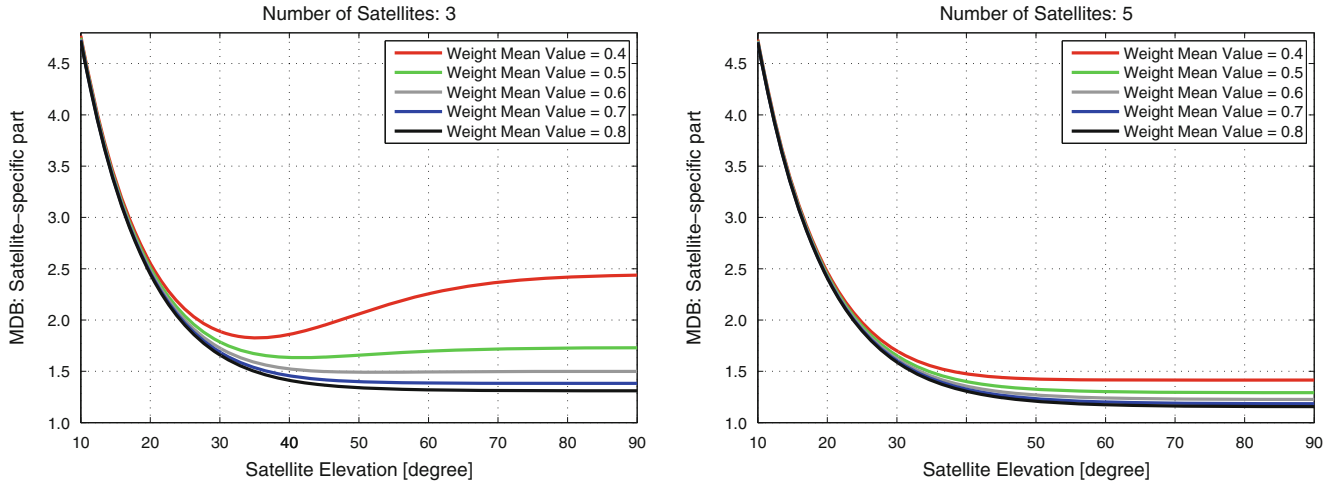 Number of Satellites: 3
MDB: Satellite-specific part
4.5
4.0
3.5
3.0
2.5
2.0
1.5
1.0
Weight Mean Value = 0.4
Weight Mean Value = 0.5
Weight Mean Value = 0.6
Weight Mean Value = 0.7
Weight Mean Value = 0.8
10 20 30 40 50 60 70 80 90
Satellite Elevation [degree]
Number of Satellites: 5
MDB: Satellite-specific part
4.5
4.0
3.5
3.0
2.5
2.0
1.5
1.0
Weight Mean Value = 0.4
Weight Mean Value = 0.5
Weight Mean Value = 0.6
Weight Mean Value = 0.7
Weight Mean Value = 0.8
10 20 30 40 50 60 70 80 90
Satellite Elevation [degree]